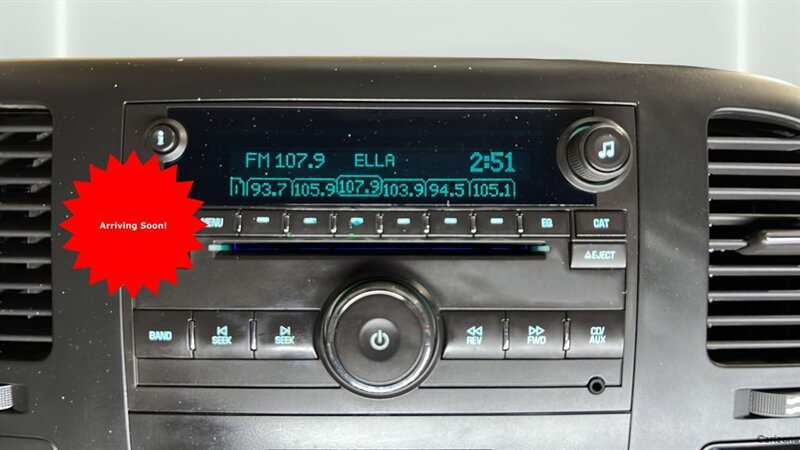 FM 107.9 ELLA 2:51
93.7 105.9 107.9 103.9 94.5 105.1
Arriving Soon!
MENU EQ CAT
EJECT
BAND SEEK SEEK REV FWD CD/AUX